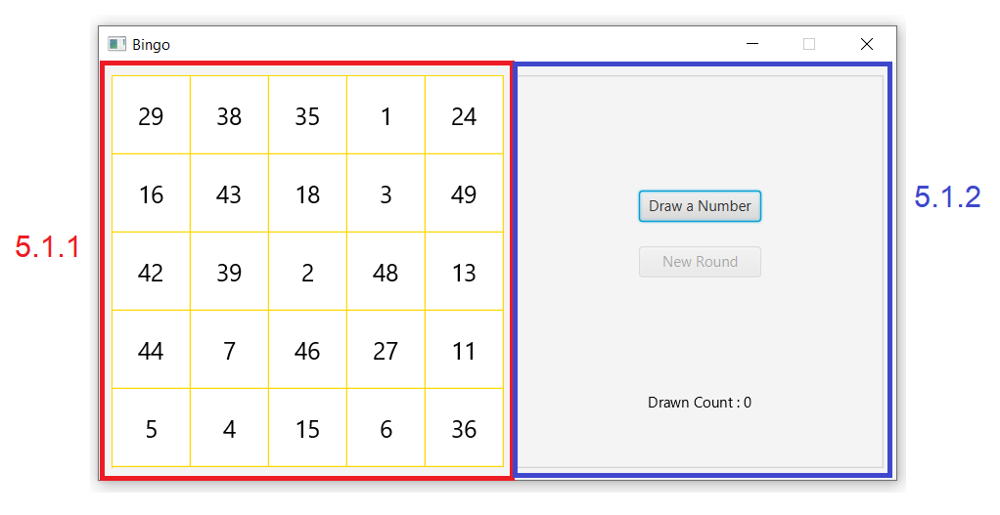 Bingo
29 38 35 1 24
16 43 18 3 49
42 39 2 48 13
44 7 46 27 11
5 4 15 6 36
Draw a Number
New Round
Drawn Count : 0
5.1.1
5.1.2